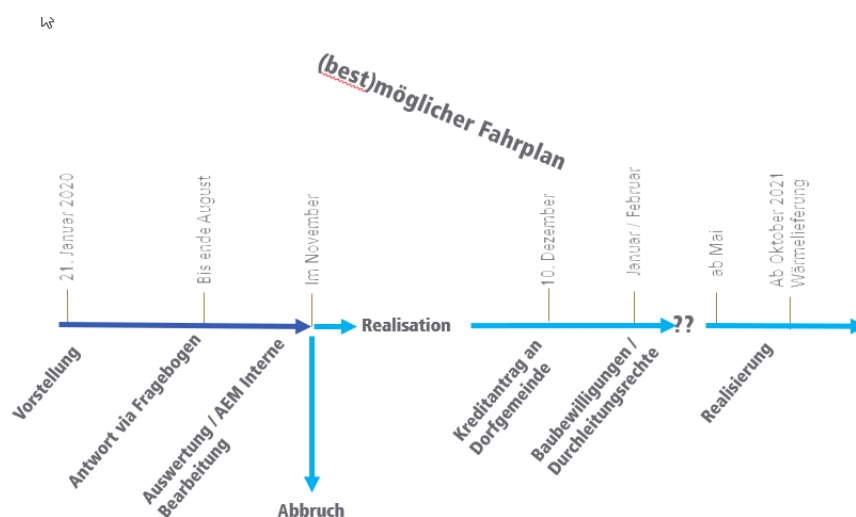 (best)möglicher Fahrplan
21. Januar 2020
Bis ende August
Im November
10. Dezember
Januar / Februar
ab Mai
Ab Oktober 2021
Wärmelieferung
Realisation
??
Vorstellung
Antwort via Fragebogen
Auswertung / AEM Interne
Bearbeitung
Kreditantrag an
Dorfgemeinde
Baubewilligungen /
Durchleitungsrechte
Realisierung
Abbruch